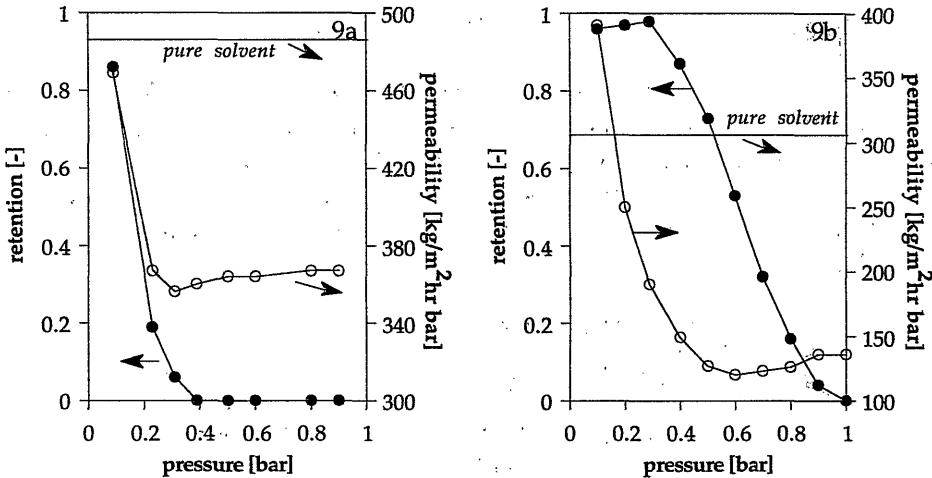 9a
pure solvent
retention [-]
1
0.8
0.6
0.4
0.2
0
500
460
420
380
340
300
permeability [kg/m²hr bar]
0 0.2 0.4 0.6 0.8 1
pressure [bar]
9b
pure solvent
retention [-]
1
0.8
0.6
0.4
0.2
0
400
350
300
250
200
150
100
permeability [kg/m²hr bar]
0 0.2 0.4 0.6 0.8 1
pressure [bar]